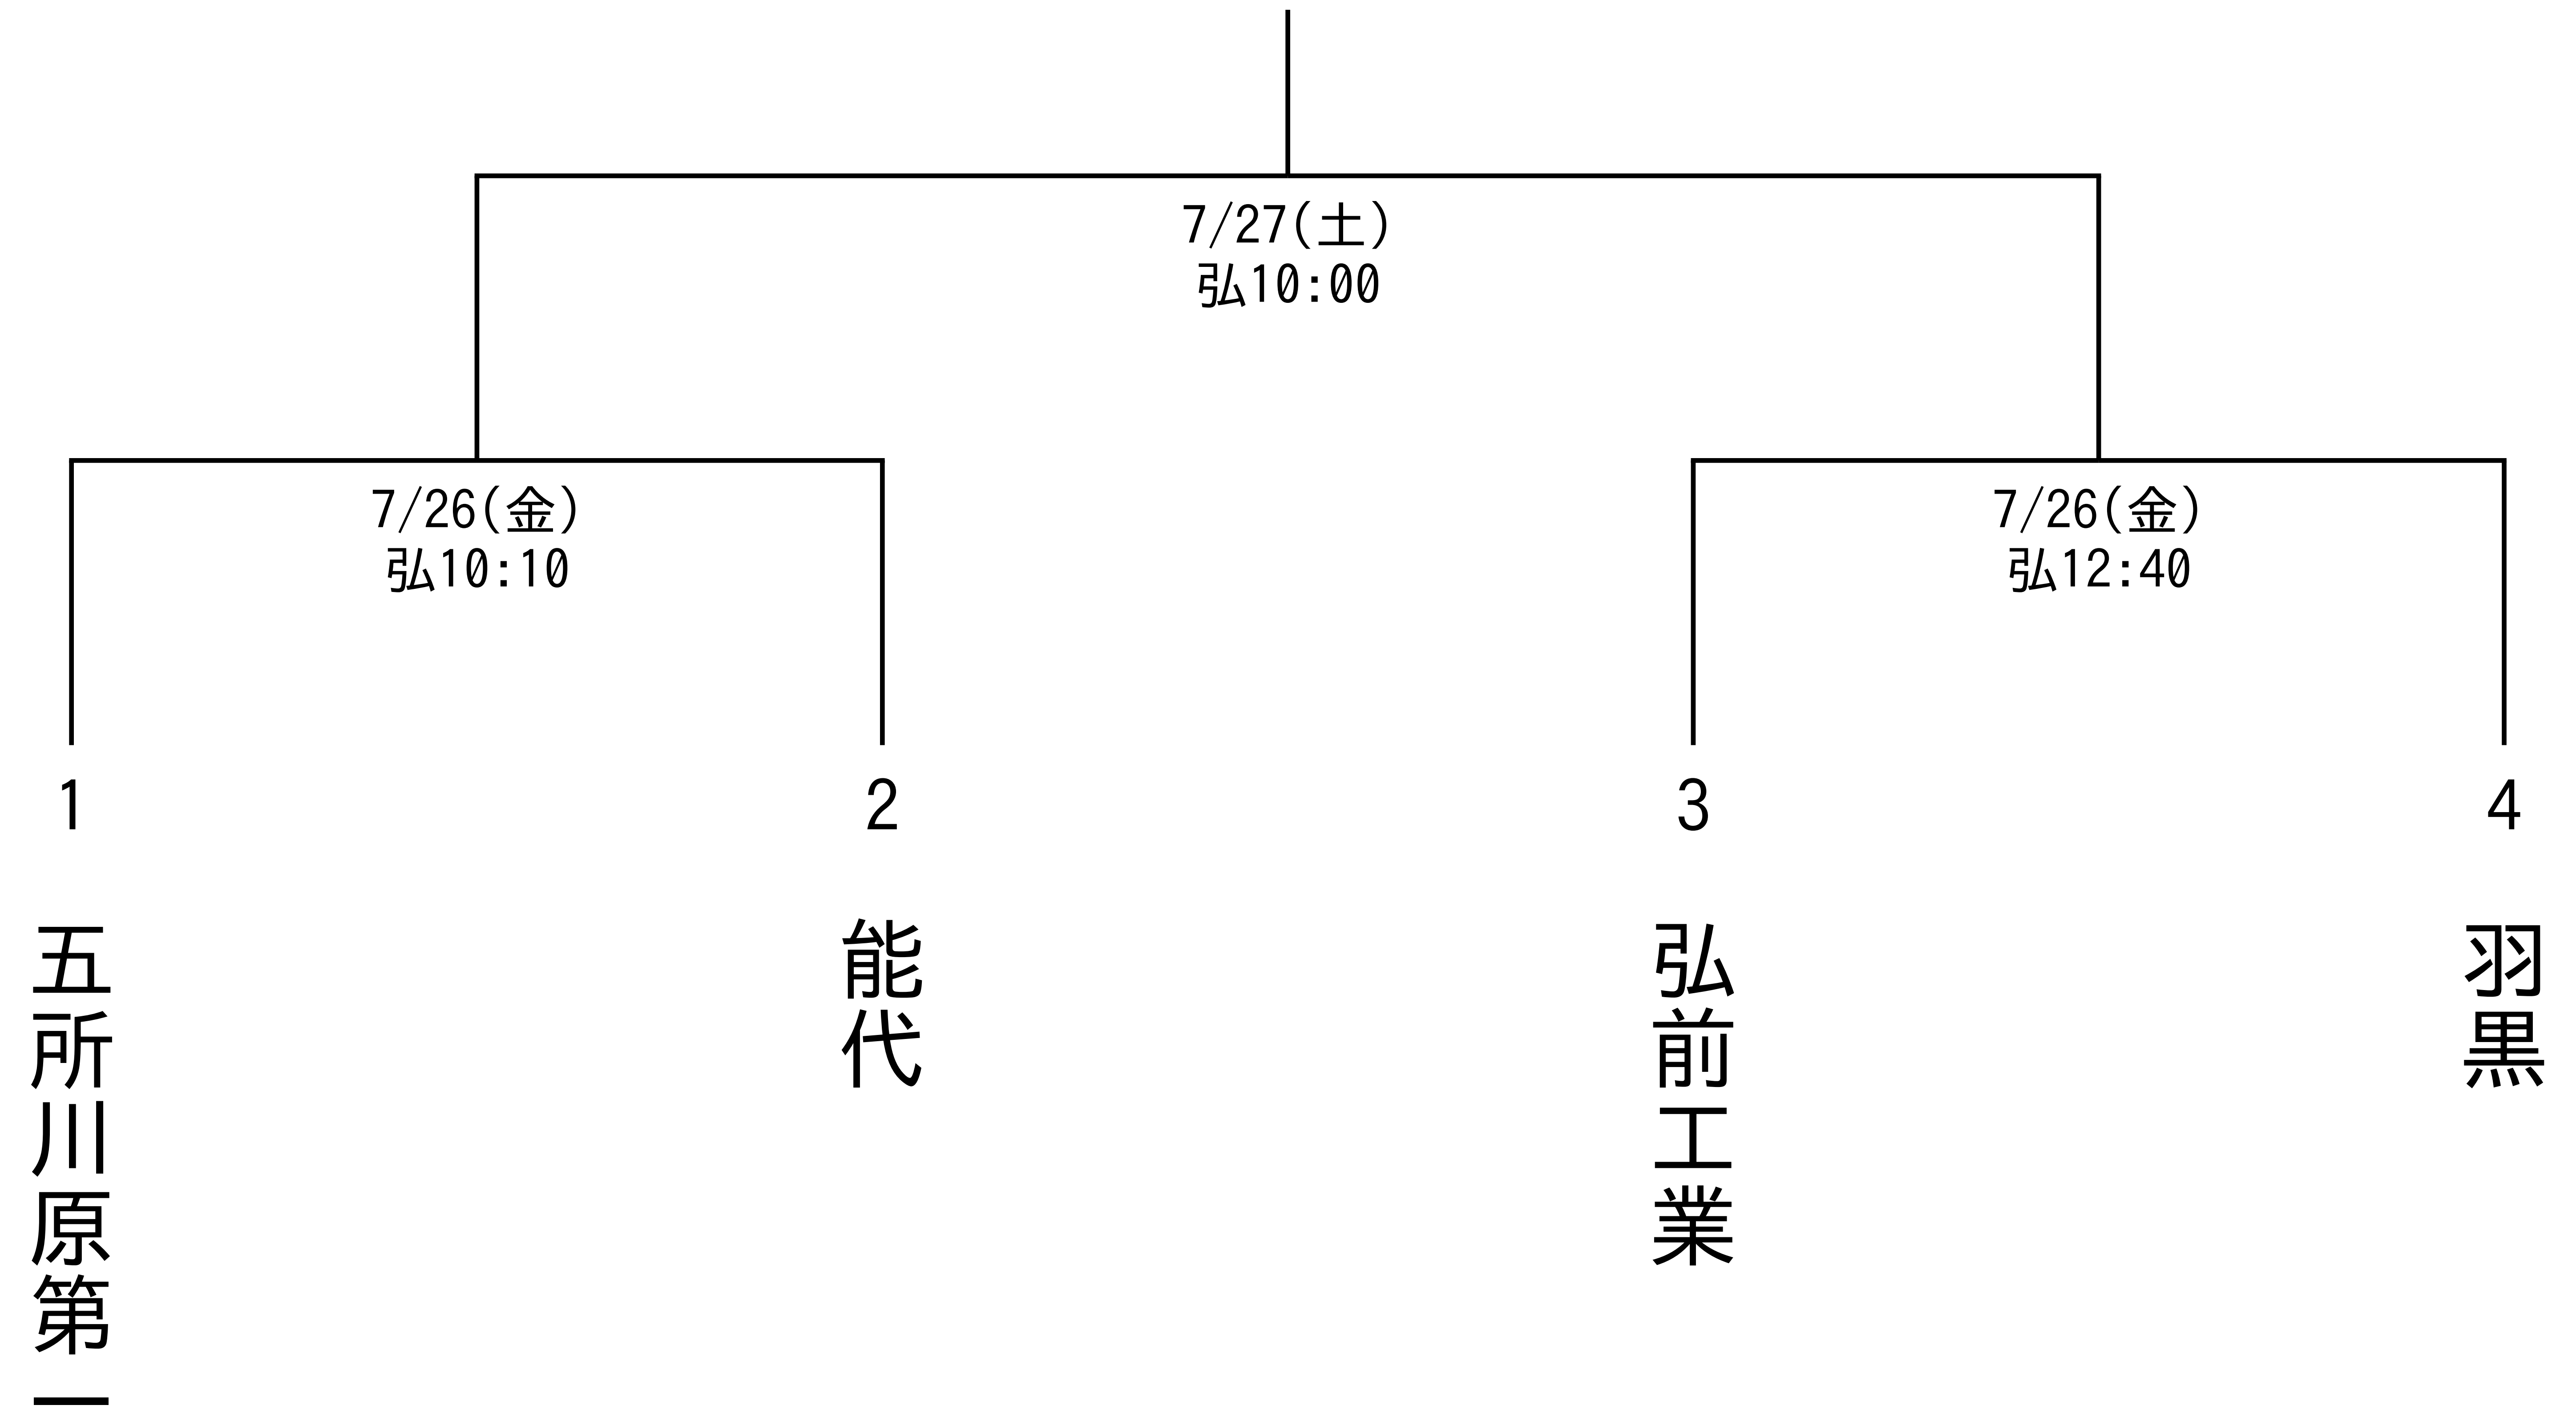 7/27(土)
弘10:00
7/26(金)
弘10:10
7/26(金)
弘12:40
1
2
3
4
五所川原第一
能代
弘前工業
羽黒